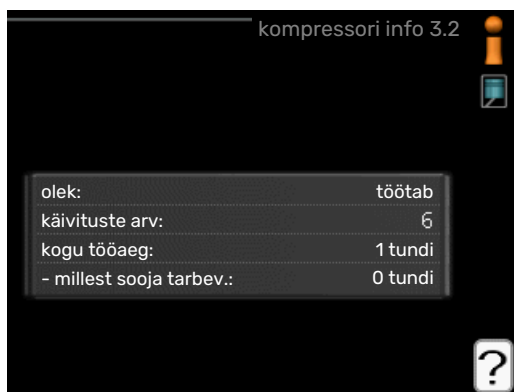 kompressori info 3.2
olek: töötab
käivituste arv: 6
kogu tööaeg: 1 tundi
- millest sooja tarbev.: 0 tundi
?